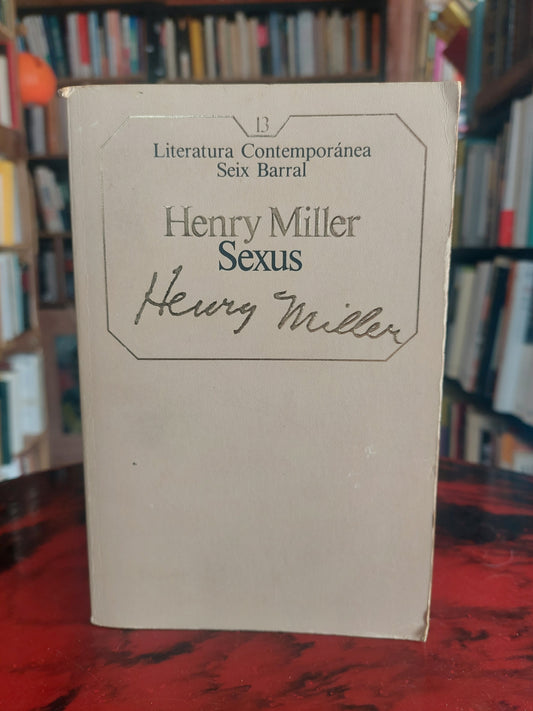 13
Literatura Contemporánea
Seix Barral
Henry Miller
Sexus
Henry Miller